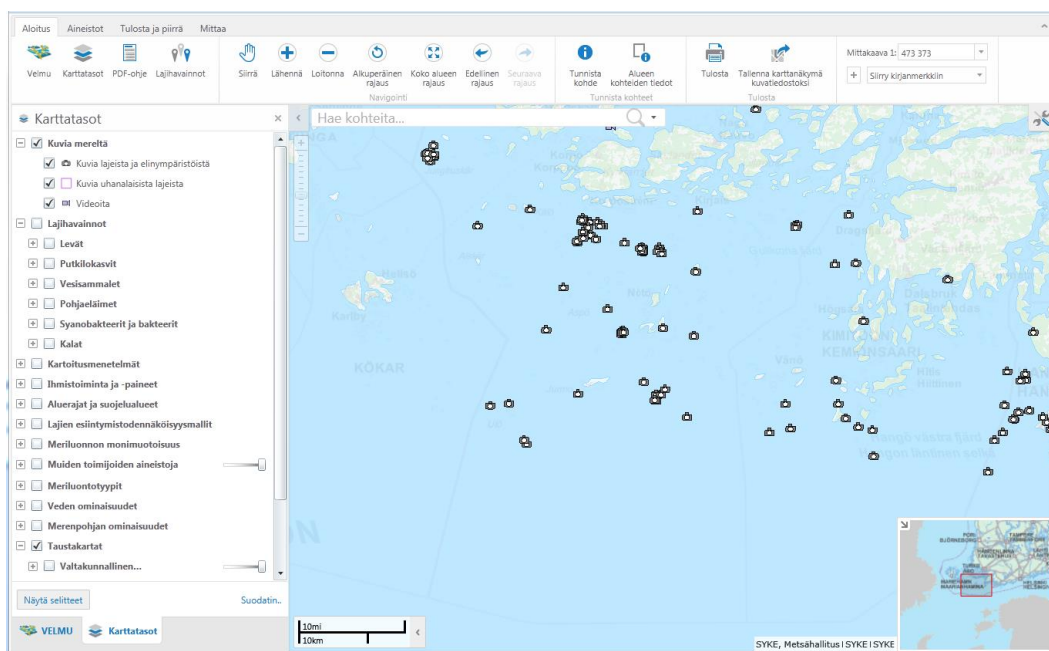 Aloitus Aineistot Tulosta ja piirrä Mittaa
Velmu Karttatasot PDF-ohje Lajihavainnot
Siirrä Lähennä Loitonna Alkuperäinen rajaus Koko alueen rajaus Edellinen rajaus Seuraava rajaus
Navigointi
Tunnista kohde Alueen kohteiden tiedot
Tunnista kohteet
Tulosta Tallenna karttanäkymä kuvatiedostoksi
Tulosta
Mittakaava 1: 473 373
Siirry kirjanmerkkiin
Karttatasot
Hae kohteita...
Kuvia mereltä
Kuvia lajeista ja elinympäristöistä
Kuvia uhanalaisista lajeista
Videoita
Lajihavainnot
Levät
Putkilokasvit
Vesisammalet
Pohjaeläimet
Syanobakteerit ja bakteerit
Kalat
Kartoitusmenetelmät
Ihmistoiminta ja -paineet
Aluerajat ja suojelualueet
Lajien esiintymistodennäköisyysmallit
Meriluonnon monimuotoisuus
Muiden toimijoiden aineistoja
Meriluontotyypit
Veden ominaisuudet
Merenpohjan ominaisuudet
Taustakartat
Valtakunnallinen...
Näytä selitteet Suodatin..
VELMU Karttatasot
KÖKAR
Hellsö
Karlby
Vänö
KEMIÖNSAARI
Hitis
Hiittinen
10mi
10km
SYKE, Metsähallitus | SYKE | SYKE